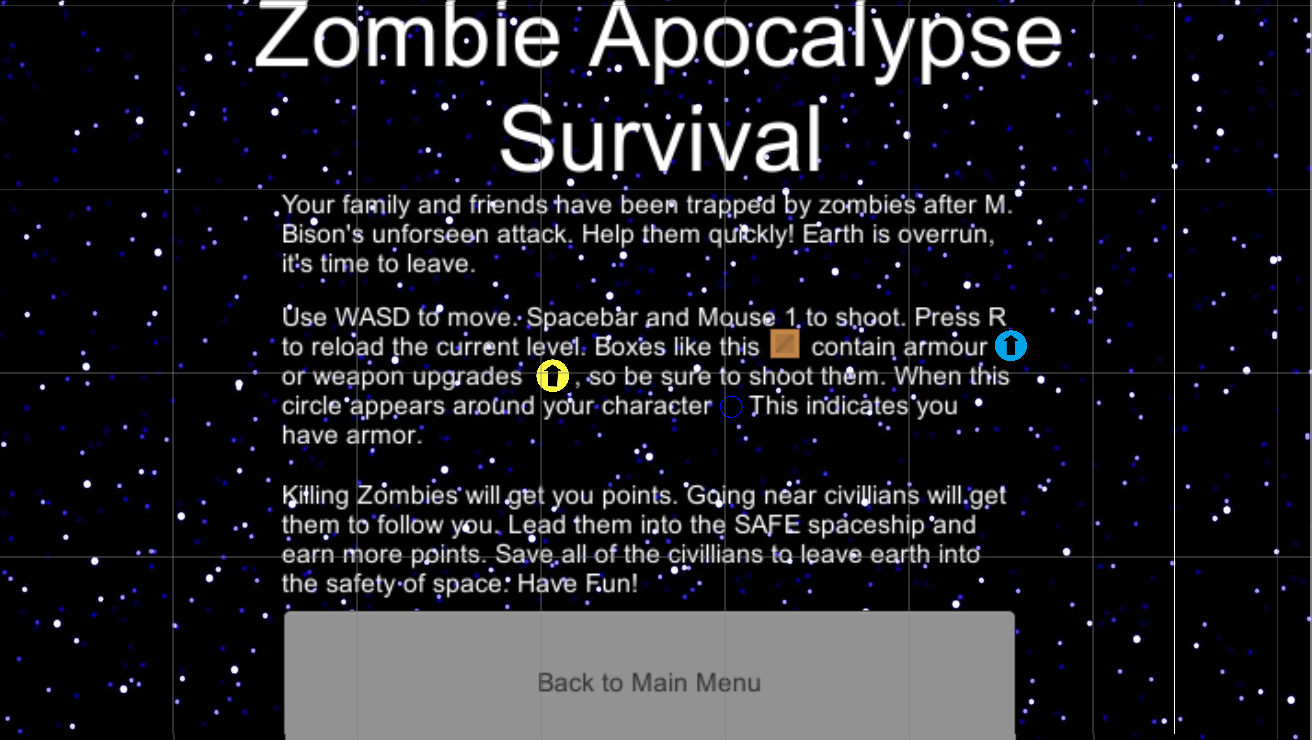 Zombie Apocalypse
Survival
Your family and friends have been trapped by zombies after M.
Bison's unforseen attack. Help them quickly! Earth is overrun,
it's time to leave.
Use WASD to move. Spacebar and Mouse 1 to shoot. Press R
to reload the current level. Boxes like this contain armour
or weapon upgrades , so be sure to shoot them. When this
circle appears around your character . This indicates you
have armor.
Killing Zombies will get you points. Going near civillians will get
them to follow you. Lead them into the SAFE spaceship and
earn more points. Save all of the civillians to leave earth into
the safety of space. Have Fun!
Back to Main Menu